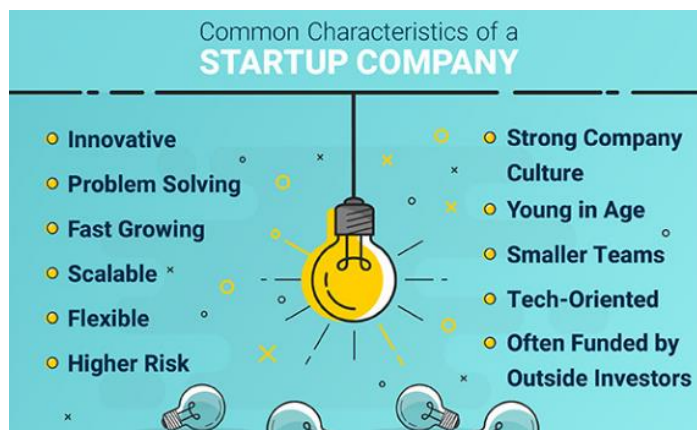 Common Characteristics of a
STARTUP COMPANY
Innovative
Problem Solving
Fast Growing
Scalable
Flexible
Higher Risk
Strong Company
Culture
Young in Age
Smaller Teams
Tech-Oriented
Often Funded by
Outside Investors